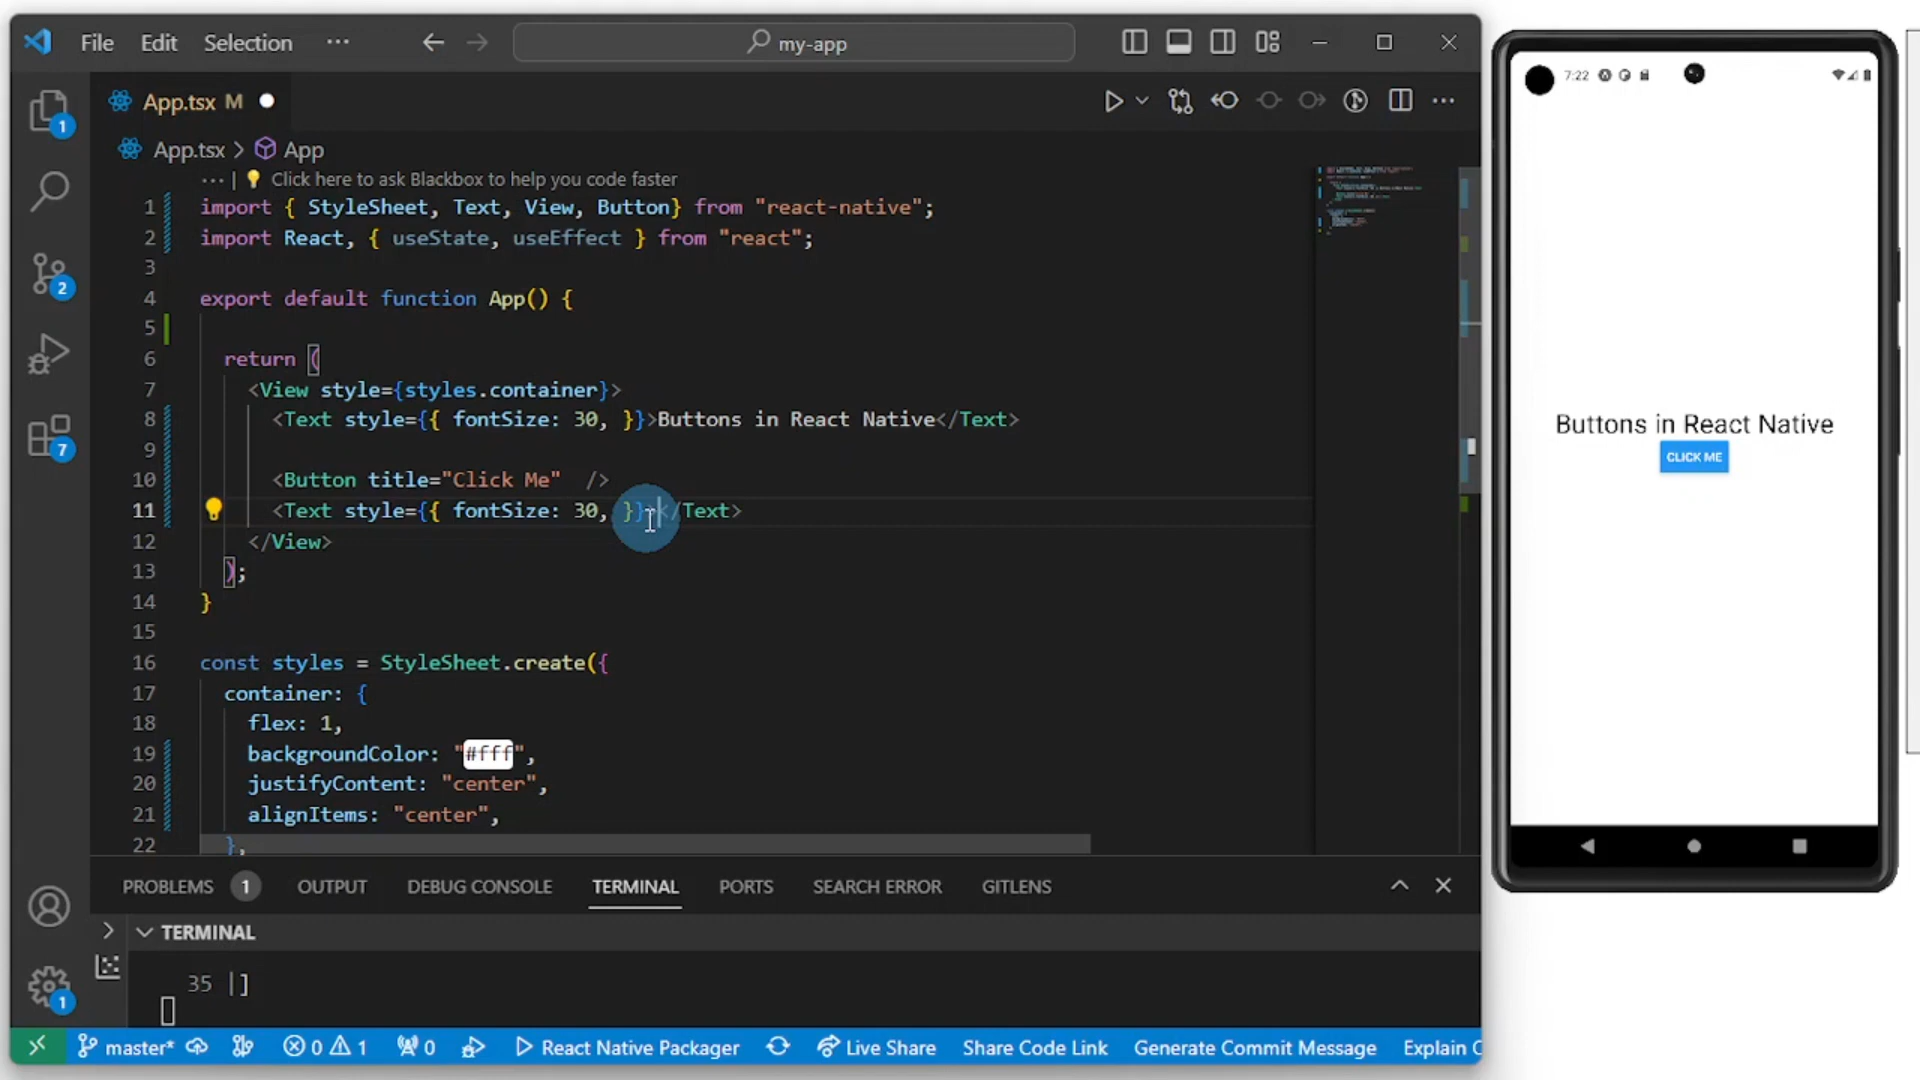 File Edit Selection ··· my-app
App.tsx M
App.tsx > App
··· | Click here to ask Blackbox to help you code faster
1 import { StyleSheet, Text, View, Button} from "react-native";
2 import React, { useState, useEffect } from "react";
3
4 export default function App() {
5
6 return (
7 <View style={styles.container}>
8 <Text style={{ fontSize: 30, }}>Buttons in React Native</Text>
9
10 <Button title="Click Me" />
11 <Text style={{ fontSize: 30, }}></Text>
12 </View>
13 );
14 }
15
16 const styles = StyleSheet.create({
17 container: {
18 flex: 1,
19 backgroundColor: "#fff",
20 justifyContent: "center",
21 alignItems: "center",
22 },
1
2
7
1
PROBLEMS 1 OUTPUT DEBUG CONSOLE TERMINAL PORTS SEARCH ERROR GITLENS
TERMINAL
35 |]
master* 0 1 0 React Native Packager Live Share Share Code Link Generate Commit Message Explain C
7:22
Buttons in React Native
CLICK ME